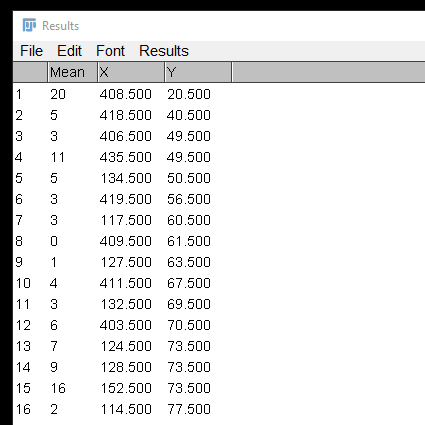 Results
File Edit Font Results
Mean X Y
1 20 408.500 20.500
2 5 418.500 40.500
3 3 406.500 49.500
4 11 435.500 49.500
5 5 134.500 50.500
6 3 419.500 56.500
7 3 117.500 60.500
8 0 409.500 61.500
9 1 127.500 63.500
10 4 411.500 67.500
11 3 132.500 69.500
12 6 403.500 70.500
13 7 124.500 73.500
14 9 128.500 73.500
15 16 152.500 73.500
16 2 114.500 77.500